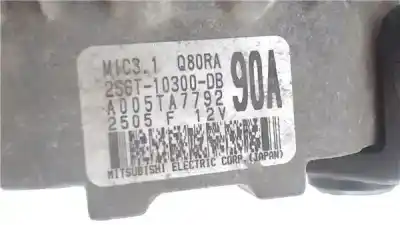 MIC3.1 Q80RA
2S6T-10300-DB
A005TA7792 90A
2505 F 12V
MITSUBISHI ELECTRIC CORP.(JAPAN)